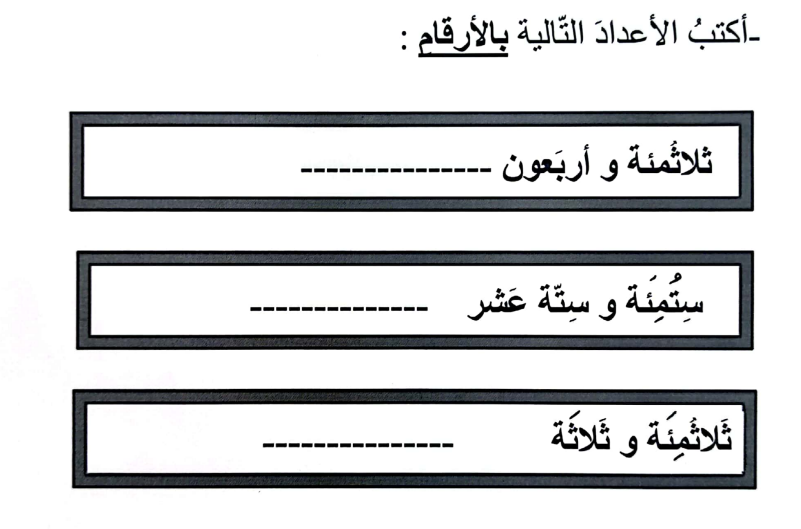 -أكتبُ الأعدادَ التّالية بالأرقام :
ثلاثُمئة و أربَعون ---------------
سِتُمِئَة و سِتّة عَشر --------------
ثَلاثُمِئَة و ثَلاثَة ---------------